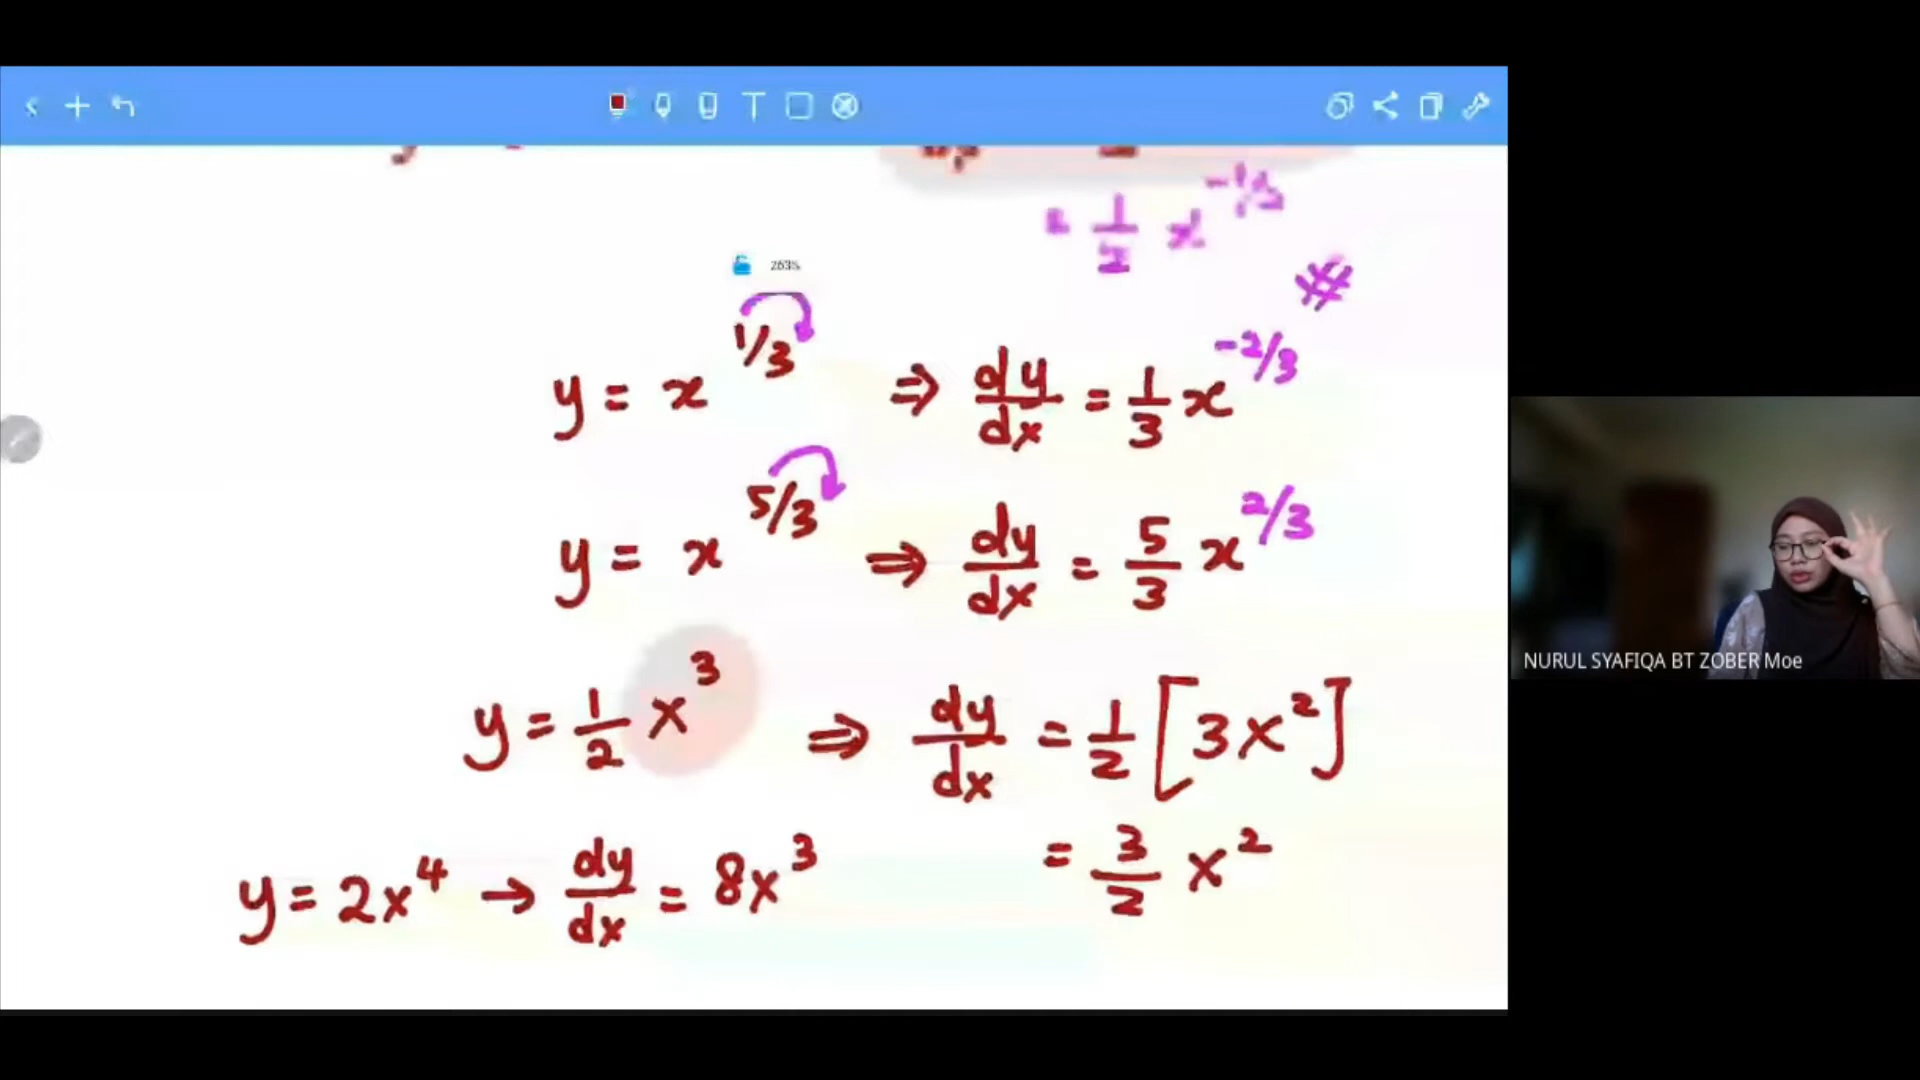 T
= 1/2 x
263%
y = x^{1/3} ⇒ dy/dx = 1/3 x^{-2/3}
y = x^{5/3} ⇒ dy/dx = 5/3 x^{2/3}
y = 1/2 x^3 ⇒ dy/dx = 1/2 [3x^2]
= 3/2 x^2
y = 2x^4 → dy/dx = 8x^3
NURUL SYAFIQA BT ZOBER Moe